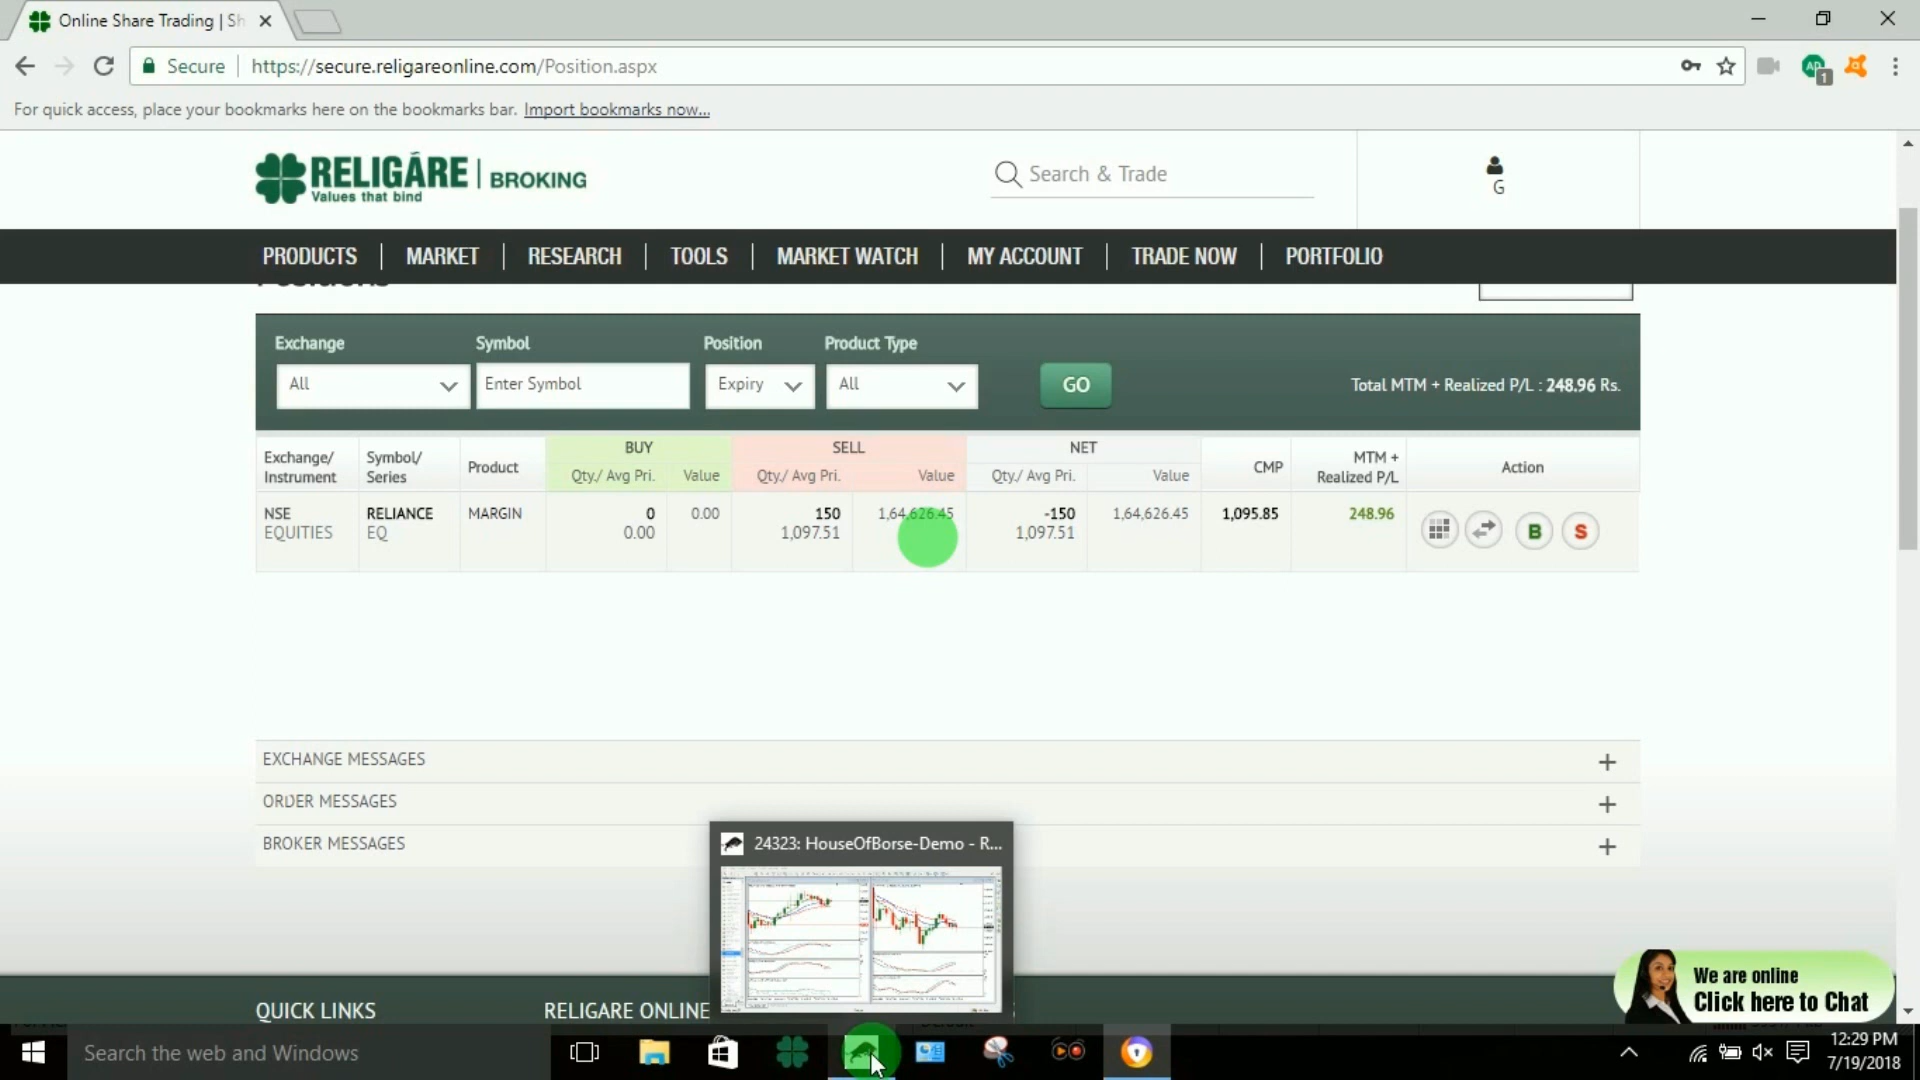 Online Share Trading | Sh
Secure https://secure.religareonline.com/Position.aspx
AD
1
For quick access, place your bookmarks here on the bookmarks bar. Import bookmarks now...
RELIGARE | BROKING
Values that bind
Search & Trade
G
PRODUCTS | MARKET | RESEARCH | TOOLS | MARKET WATCH | MY ACCOUNT | TRADE NOW | PORTFOLIO
Exchange Symbol Position Product Type
All Enter Symbol Expiry All GO Total MTM + Realized P/L : 248.96 Rs.
BUY SELL NET
Exchange/ Instrument Symbol/ Series Product Qty./ Avg Pri. Value Qty./ Avg Pri. Value Qty./ Avg Pri. Value CMP MTM + Realized P/L Action
NSE RELIANCE MARGIN 0 0.00 150 1,64,626.45 -150 1,64,626.45 1,095.85 248.96
EQUITIES EQ 0.00 1,097.51 1,097.51 B S
EXCHANGE MESSAGES +
ORDER MESSAGES +
BROKER MESSAGES +
24323: HouseOfBorse-Demo - R...
We are online
Click here to Chat
QUICK LINKS RELIGARE ONLINE
Search the web and Windows
12:29 PM
7/19/2018